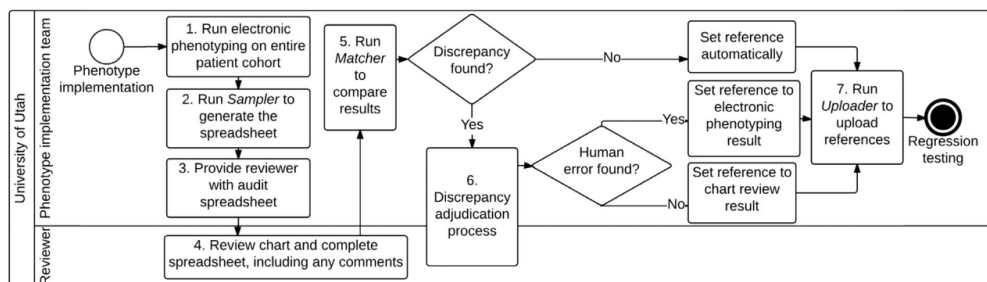 University of Utah
Phenotype implementation team
Reviewer
Phenotype
implementation
1. Run electronic
phenotyping on entire
patient cohort
2. Run Sampler to
generate the
spreadsheet
3. Provide reviewer
with audit
spreadsheet
4. Review chart and complete
spreadsheet, including any comments
5. Run
Matcher
to
compare
results
Discrepancy
found?
No
Yes
Set reference
automatically
6.
Discrepancy
adjudication
process
Human
error found?
Yes
No
Set reference to
electronic
phenotyping
result
Set reference to
chart review
result
7. Run
Uploader to
upload
references
Regression
testing